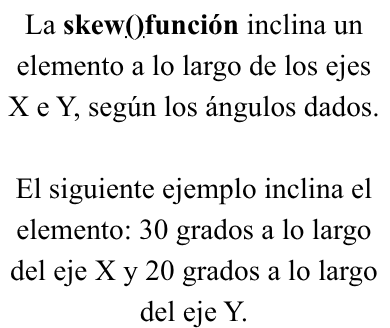 La skew()función inclina un
elemento a lo largo de los ejes
X e Y, según los ángulos dados.
El siguiente ejemplo inclina el
elemento: 30 grados a lo largo
del eje X y 20 grados a lo largo
del eje Y.